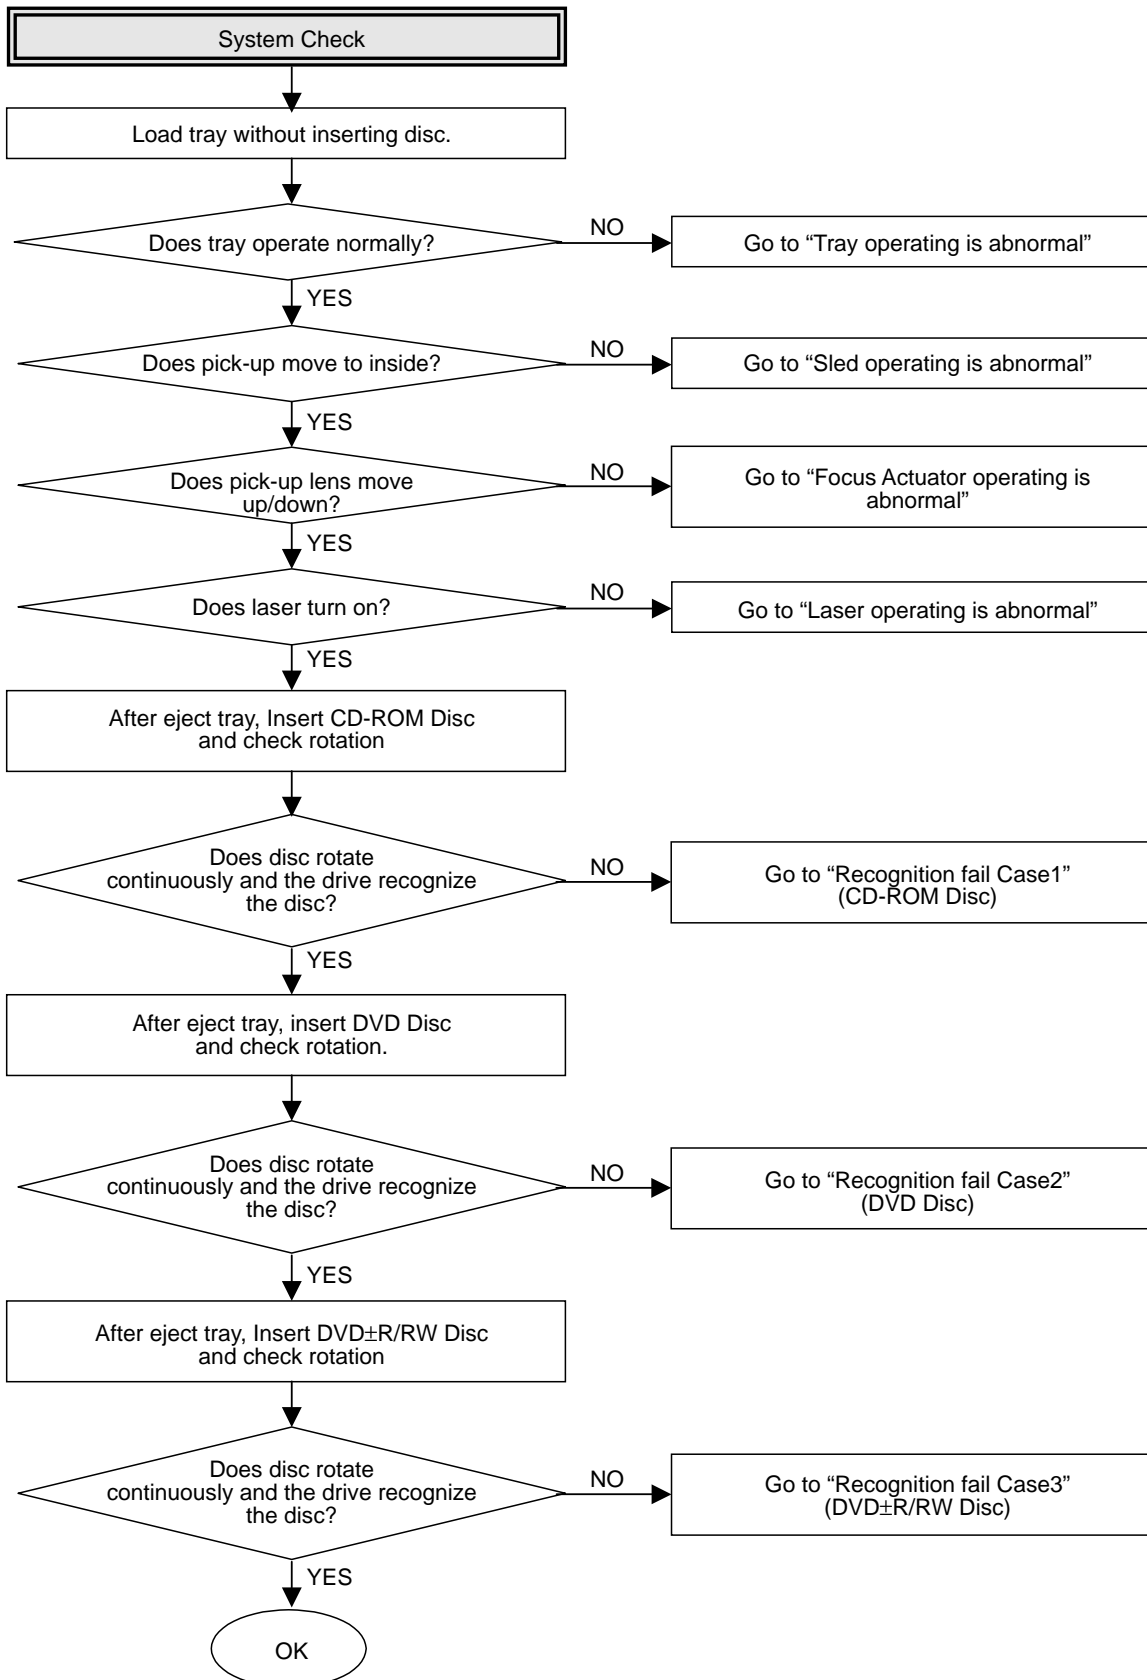 System Check
Load tray without inserting disc.
Does tray operate normally?
NO
Go to “Tray operating is abnormal”
YES
Does pick-up move to inside?
NO
Go to “Sled operating is abnormal”
YES
Does pick-up lens move
up/down?
NO
Go to “Focus Actuator operating is
abnormal”
YES
Does laser turn on?
NO
Go to “Laser operating is abnormal”
YES
After eject tray, Insert CD-ROM Disc
and check rotation
Does disc rotate
continuously and the drive recognize
the disc?
NO
Go to “Recognition fail Case1”
(CD-ROM Disc)
YES
After eject tray, insert DVD Disc
and check rotation.
Does disc rotate
continuously and the drive recognize
the disc?
NO
Go to “Recognition fail Case2”
(DVD Disc)
YES
After eject tray, Insert DVD±R/RW Disc
and check rotation
Does disc rotate
continuously and the drive recognize
the disc?
NO
Go to “Recognition fail Case3”
(DVD±R/RW Disc)
YES
OK